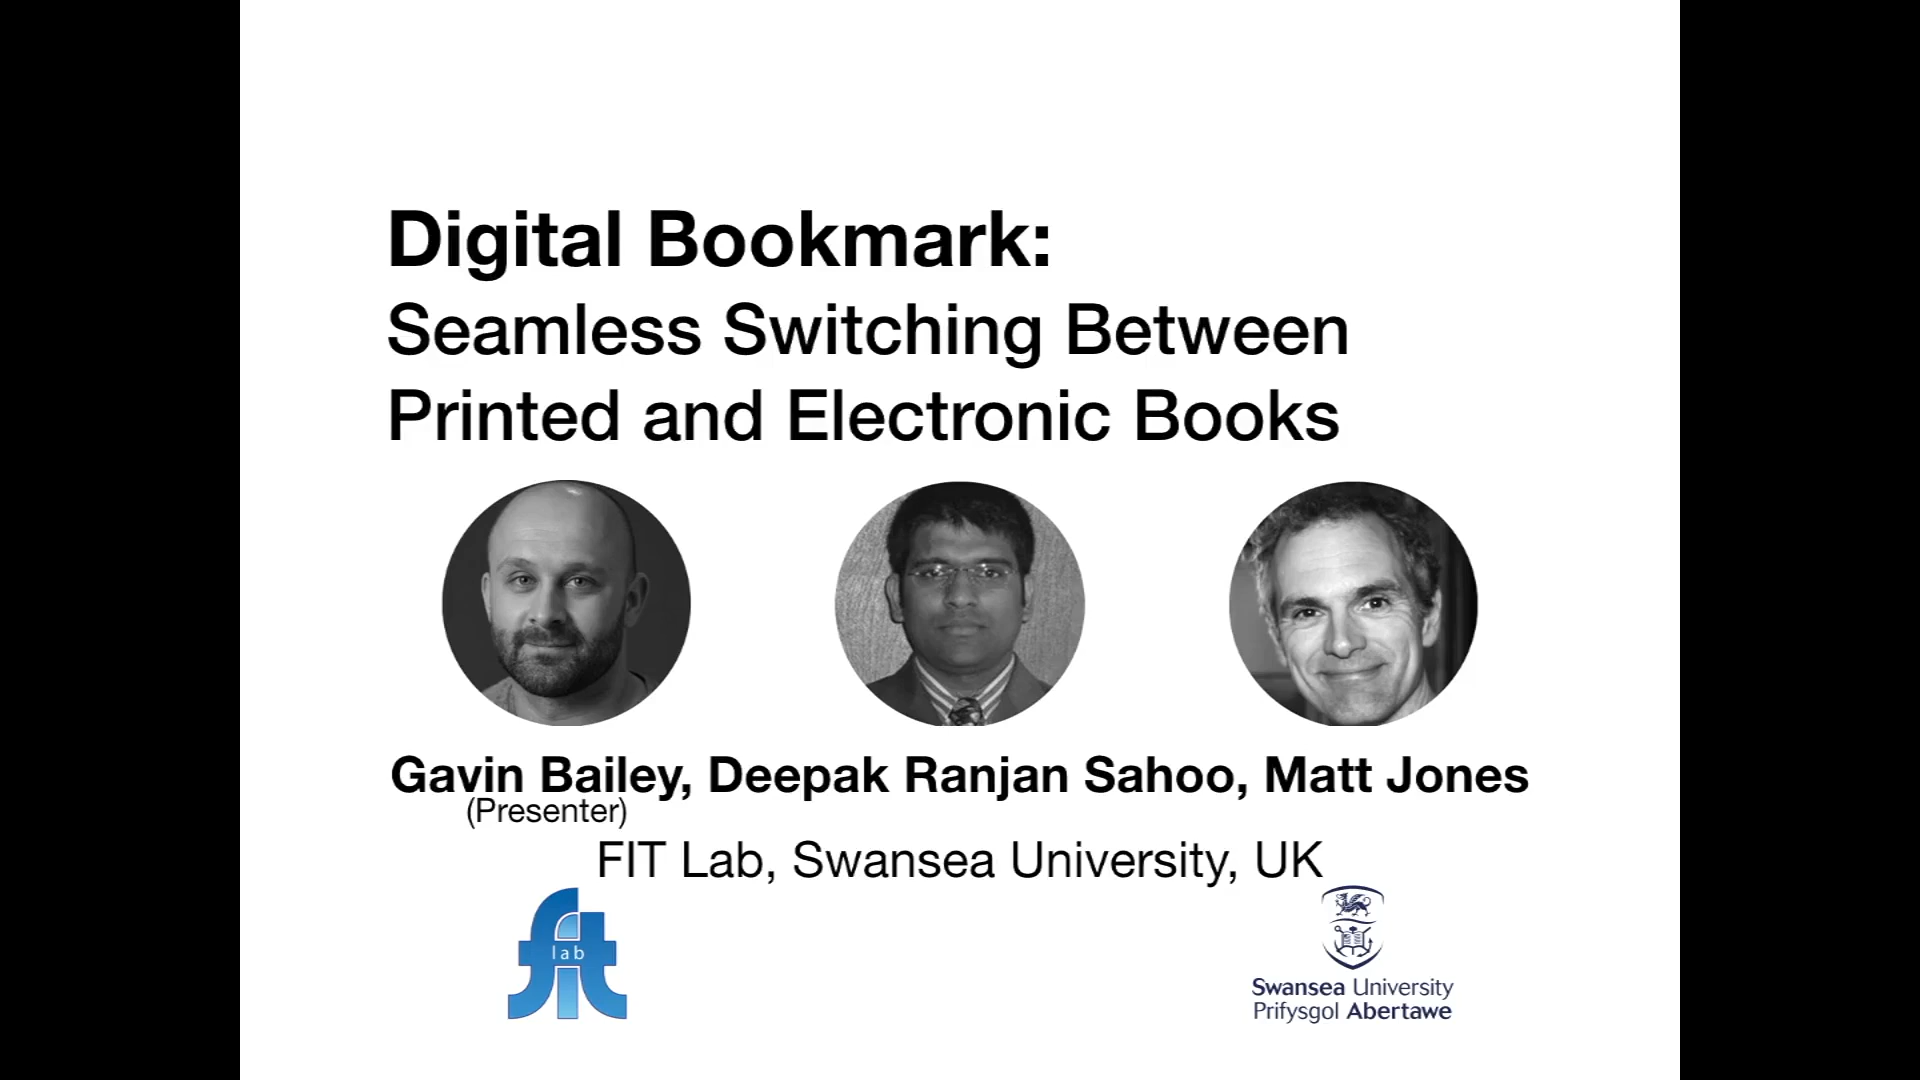 Digital Bookmark:
Seamless Switching Between
Printed and Electronic Books
Gavin Bailey, Deepak Ranjan Sahoo, Matt Jones
(Presenter)
FIT Lab, Swansea University, UK
fit
lab
Swansea University
Prifysgol Abertawe